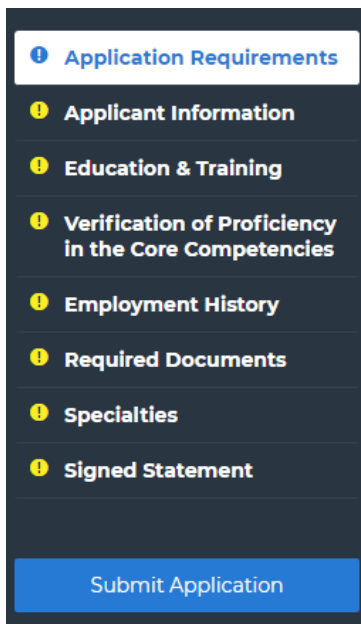 Application Requirements
Applicant Information
Education & Training
Verification of Proficiency
in the Core Competencies
Employment History
Required Documents
Specialties
Signed Statement
Submit Application